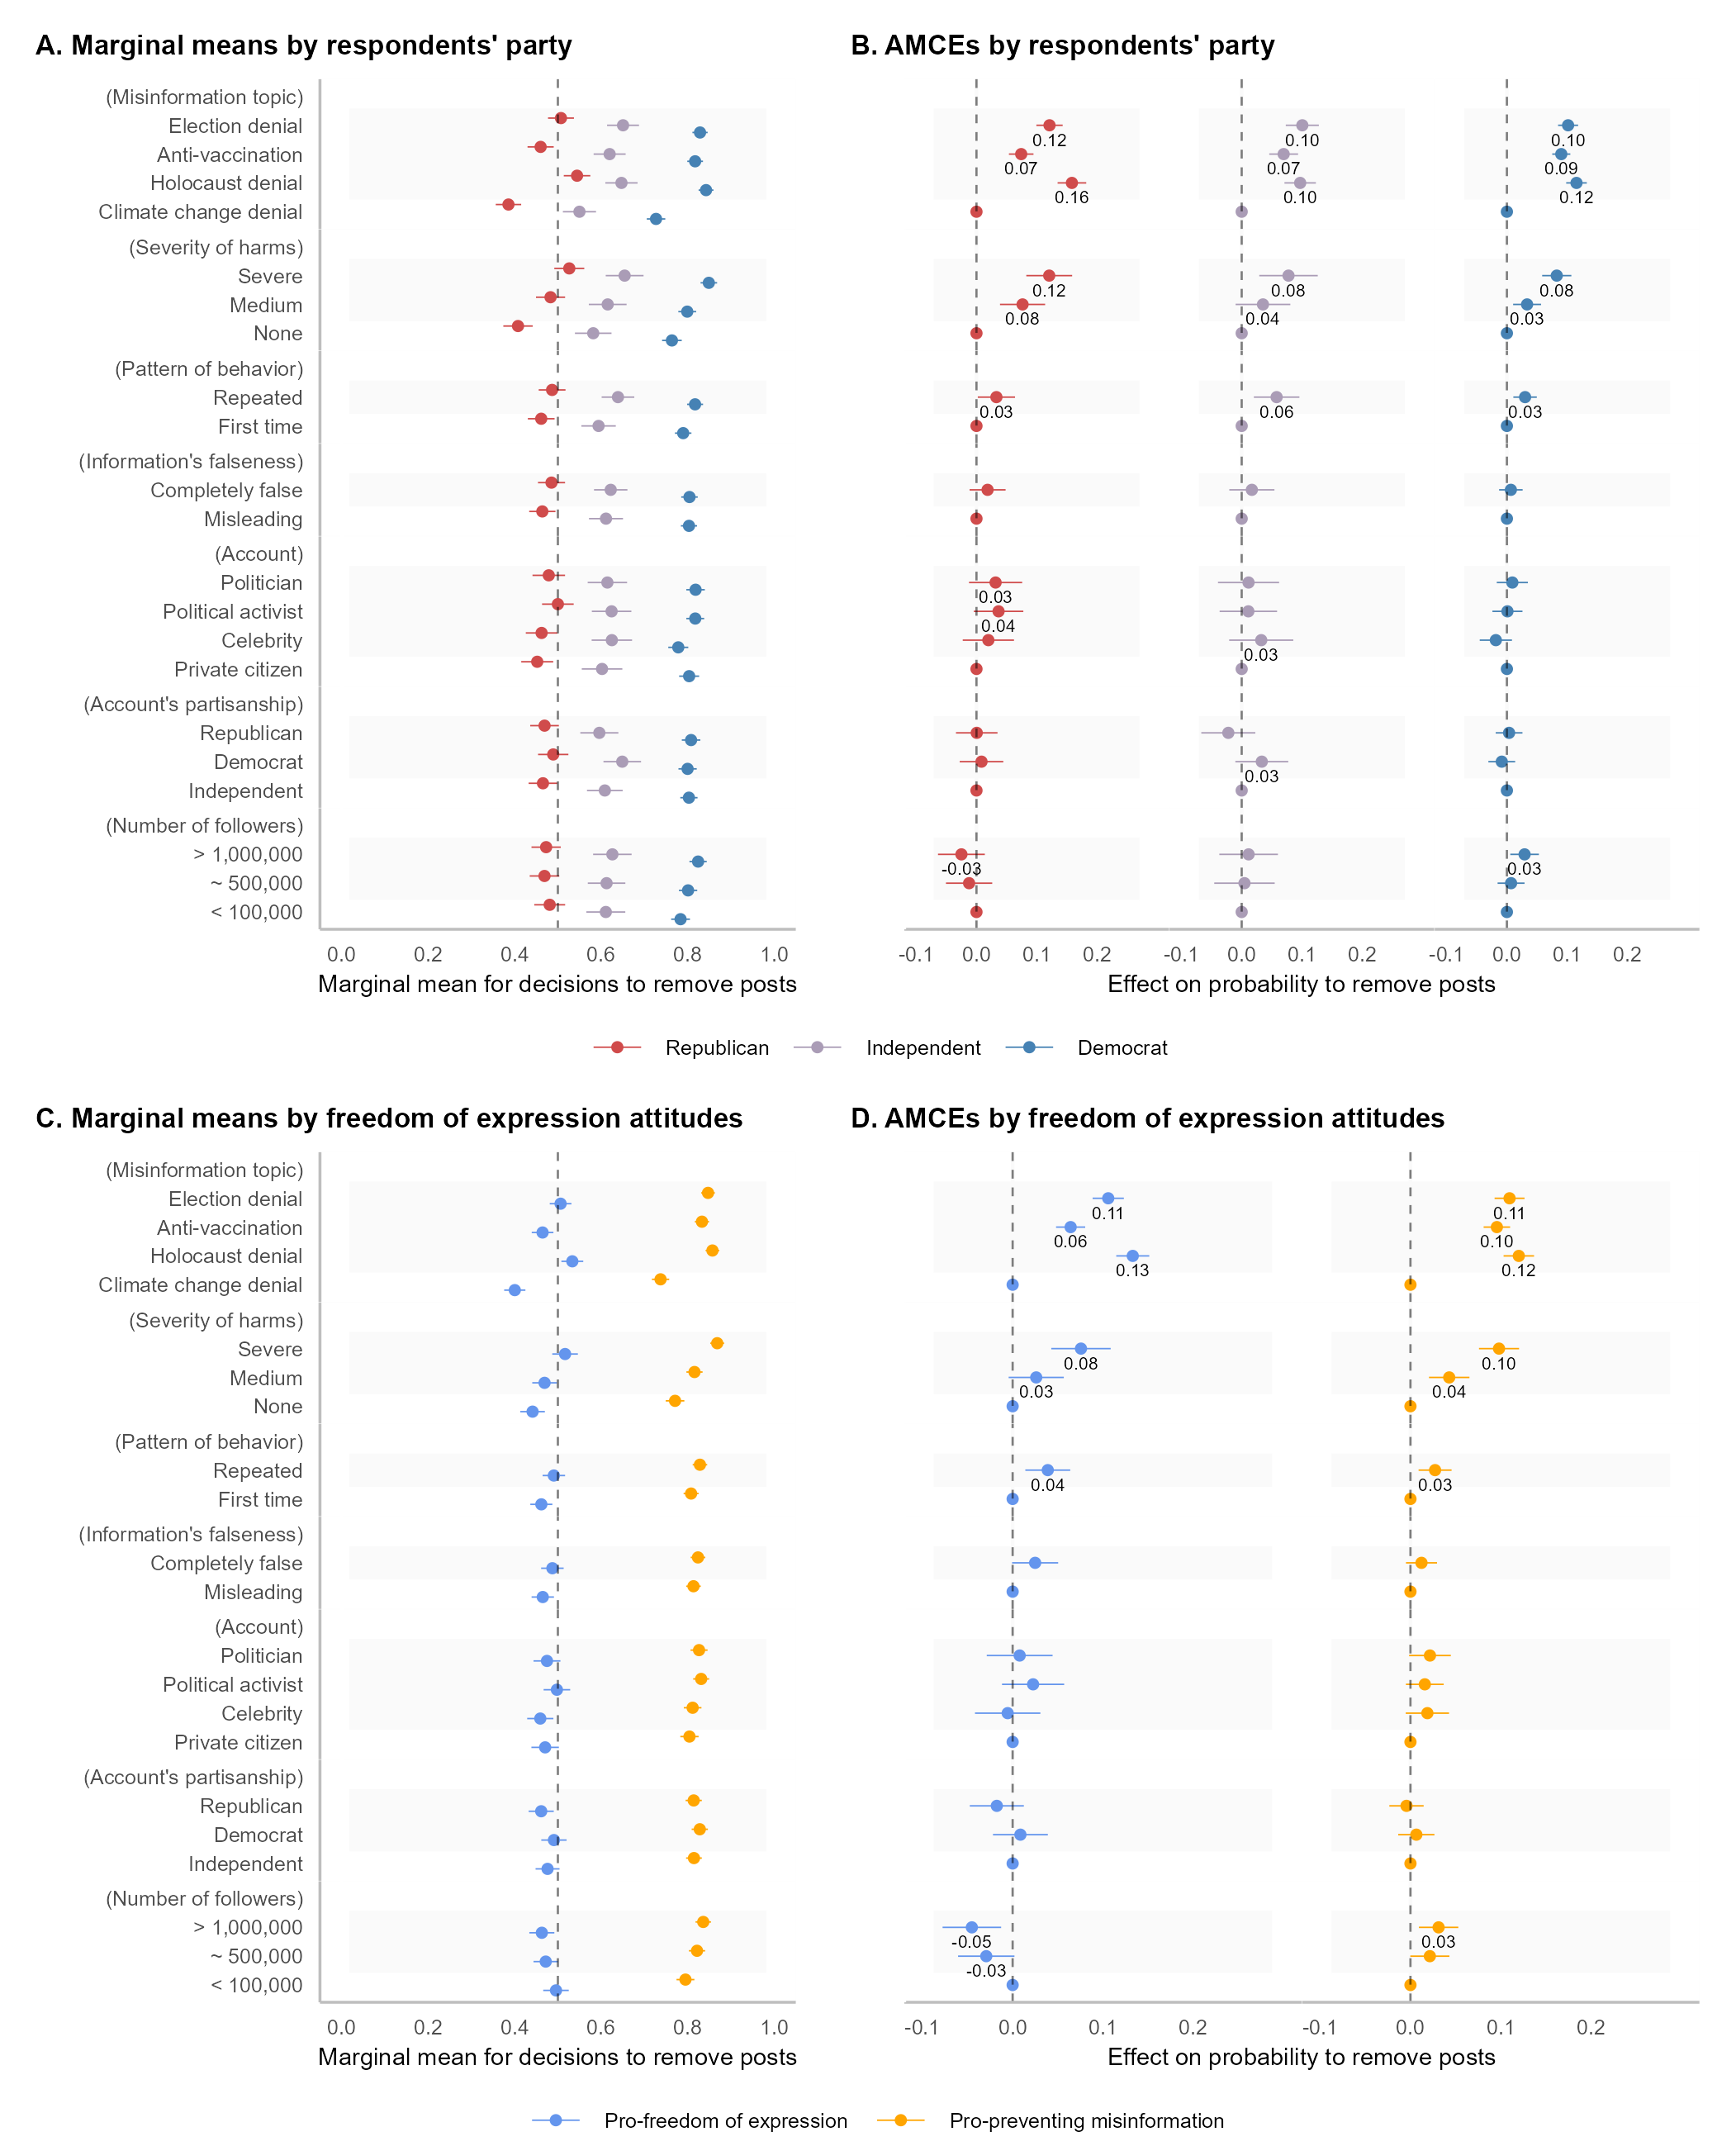 A. Marginal means by respondents' party
B. AMCEs by respondents' party
(Misinformation topic)
Election denial
0.12
0.10
0.10
Anti-vaccination
0.07
0.07
0.09
Holocaust denial
0.16
0.10
0.12
Climate change denial
(Severity of harms)
Severe
0.12
0.08
0.08
Medium
0.08
0.04
0.03
None
(Pattern of behavior)
Repeated
0.03
0.06
0.03
First time
(Information's falseness)
Completely false
Misleading
(Account)
Politician
0.03
Political activist
0.04
Celebrity
0.03
Private citizen
(Account's partisanship)
Republican
Democrat
0.03
Independent
(Number of followers)
> 1,000,000
-0.03
0.03
~ 500,000
< 100,000
0.0 0.2 0.4 0.6 0.8 1.0
-0.1 0.0 0.1 0.2
-0.1 0.0 0.1 0.2
-0.1 0.0 0.1 0.2
Marginal mean for decisions to remove posts
Effect on probability to remove posts
Republican Independent Democrat
C. Marginal means by freedom of expression attitudes
D. AMCEs by freedom of expression attitudes
(Misinformation topic)
Election denial
0.11
0.11
Anti-vaccination
0.06
0.10
Holocaust denial
0.13
0.12
Climate change denial
(Severity of harms)
Severe
0.08
0.10
Medium
0.03
0.04
None
(Pattern of behavior)
Repeated
0.04
0.03
First time
(Information's falseness)
Completely false
Misleading
(Account)
Politician
Political activist
Celebrity
Private citizen
(Account's partisanship)
Republican
Democrat
Independent
(Number of followers)
> 1,000,000
-0.05
0.03
~ 500,000
-0.03
< 100,000
0.0 0.2 0.4 0.6 0.8 1.0
-0.1 0.0 0.1 0.2
-0.1 0.0 0.1 0.2
Marginal mean for decisions to remove posts
Effect on probability to remove posts
Pro-freedom of expression Pro-preventing misinformation